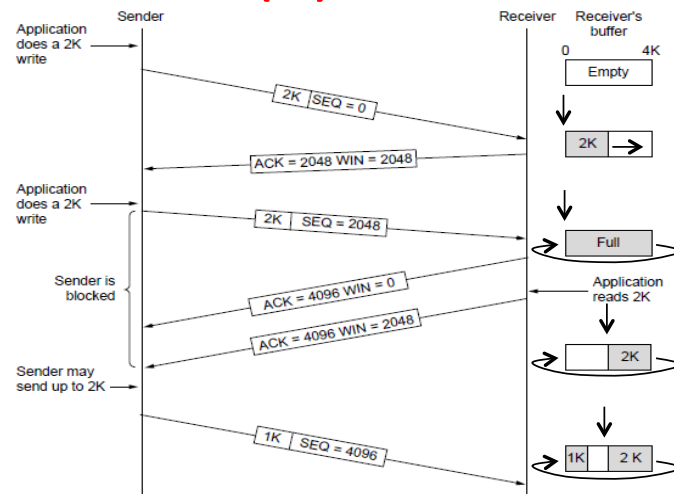 Sender
Receiver
Receiver's
buffer
Application
does a 2K
write
0
4K
Empty
2K SEQ = 0
2K
ACK = 2048 WIN = 2048
Application
does a 2K
write
2K SEQ = 2048
Full
Sender is
blocked
ACK = 4096 WIN = 0
Application
reads 2K
ACK = 4096 WIN = 2048
2K
Sender may
send up to 2K
1K SEQ = 4096
1K
2 K